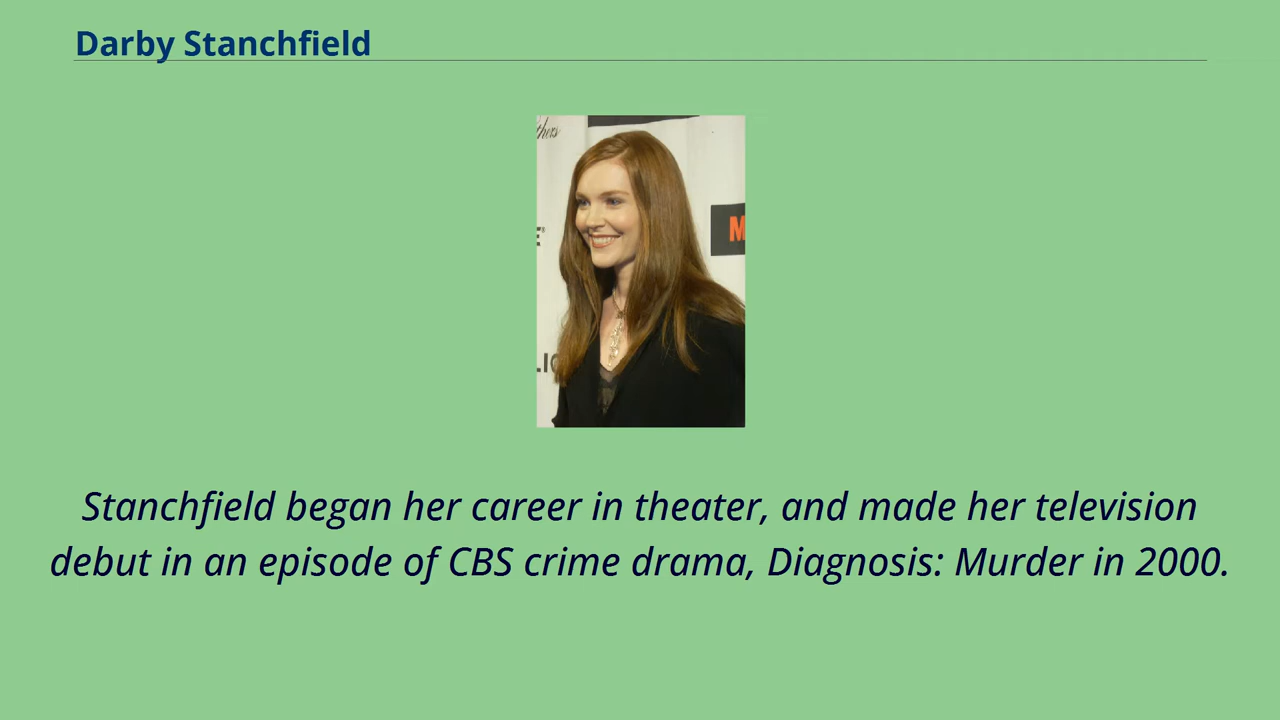 Darby Stanchfield
thers
M
Stanchfield began her career in theater, and made her television
debut in an episode of CBS crime drama, Diagnosis: Murder in 2000.